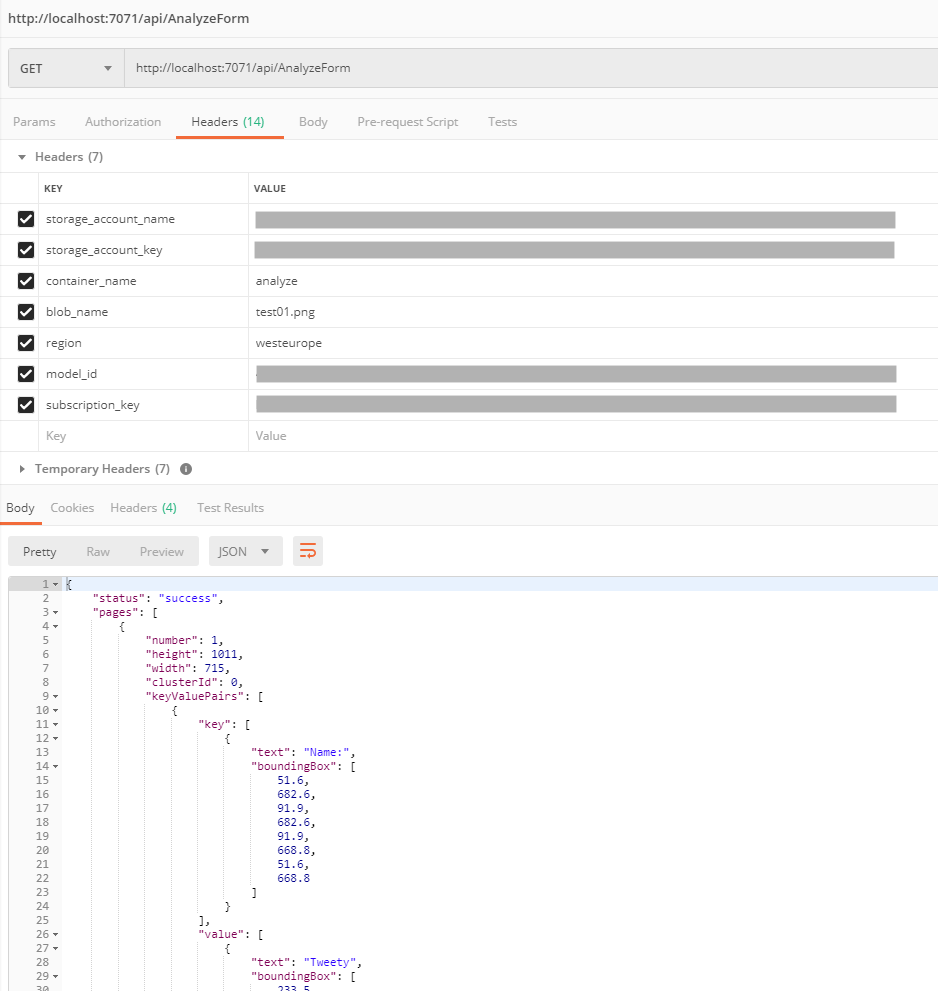 http://localhost:7071/api/AnalyzeForm
GET http://localhost:7071/api/AnalyzeForm
Params Authorization Headers (14) Body Pre-request Script Tests
Headers (7)
KEY VALUE
storage_account_name
storage_account_key
container_name analyze
blob_name test01.png
region westeurope
model_id
subscription_key
Key Value
Temporary Headers (7) i
Body Cookies Headers (4) Test Results
Pretty Raw Preview JSON
1 {
2 "status": "success",
3 "pages": [
4 {
5 "number": 1,
6 "height": 1011,
7 "width": 715,
8 "clusterId": 0,
9 "keyValuePairs": [
10 {
11 "key": [
12 {
13 "text": "Name:",
14 "boundingBox": [
15 51.6,
16 682.6,
17 91.9,
18 682.6,
19 91.9,
20 668.8,
21 51.6,
22 668.8
23 ]
24 }
25 ],
26 "value": [
27 {
28 "text": "Tweety",
29 "boundingBox": [
30 233.5